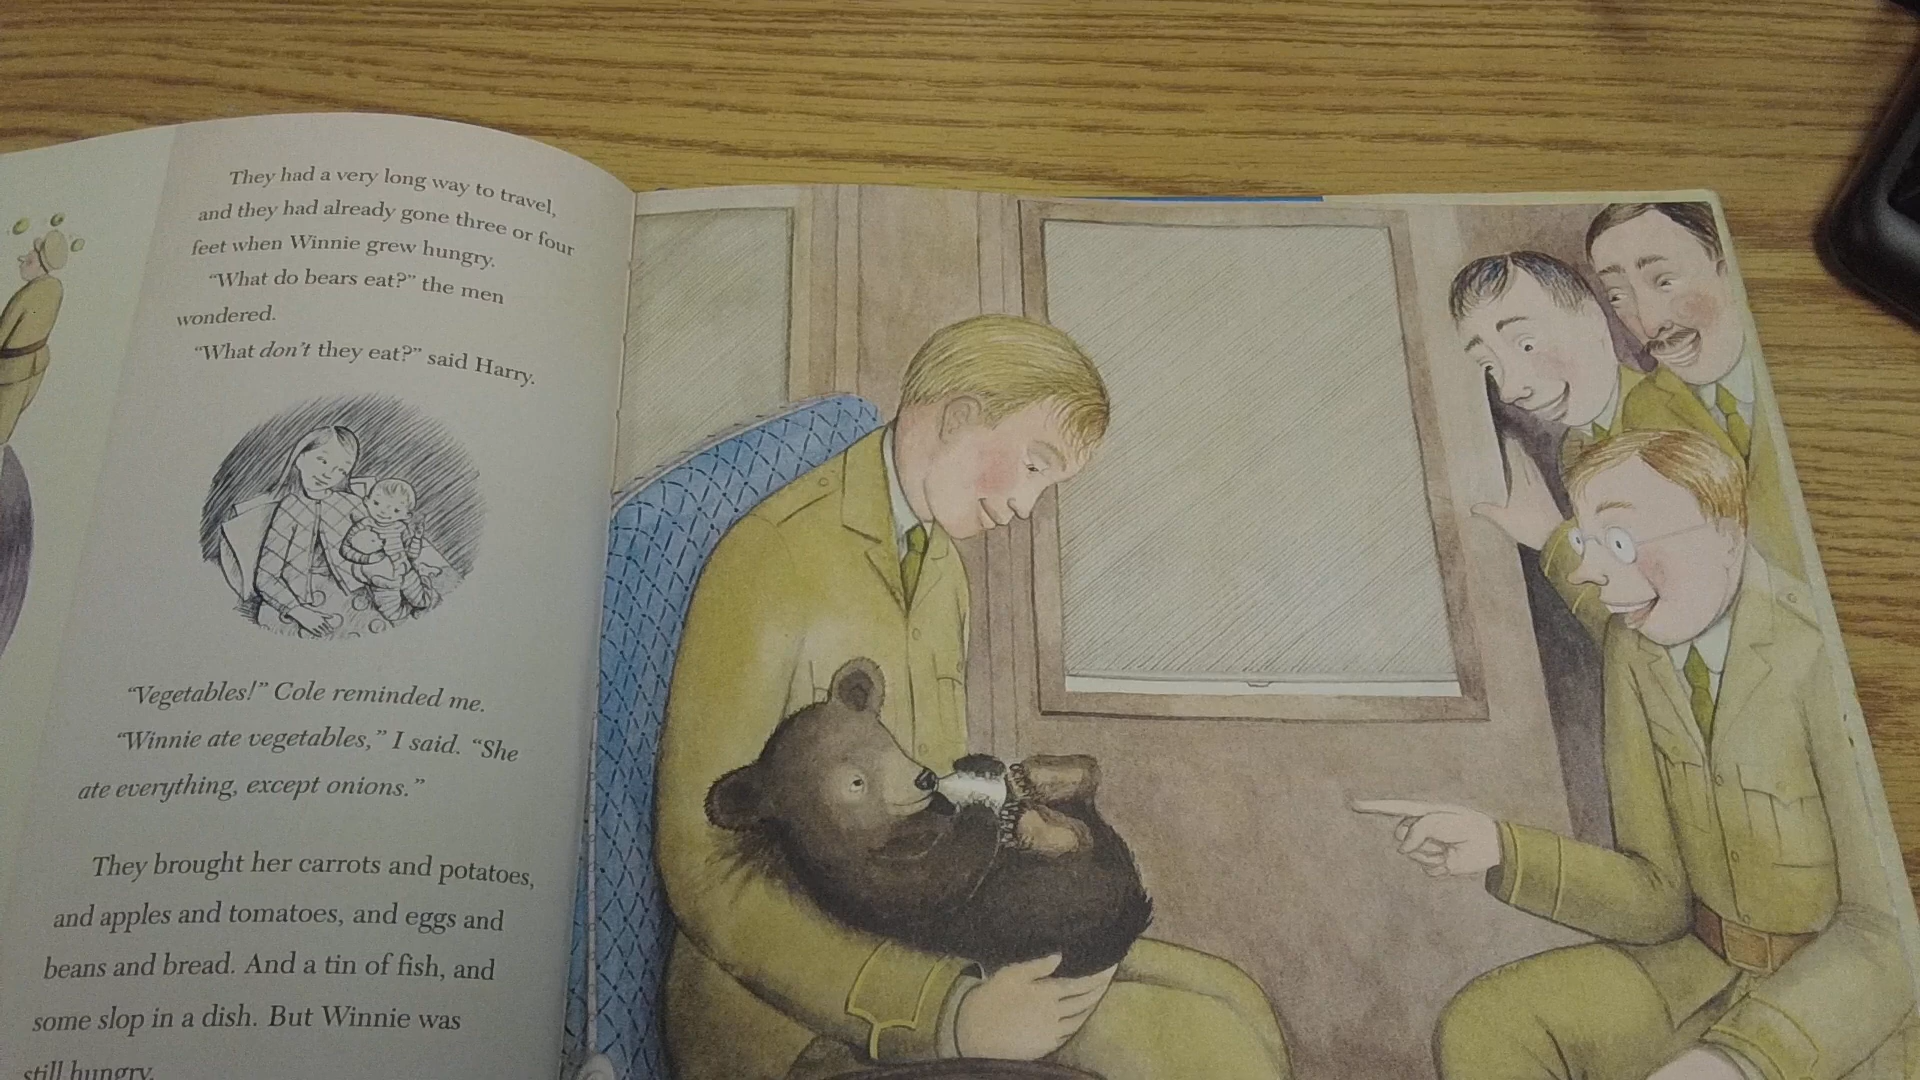 They had a very long way to travel,
and they had already gone three or four
feet when Winnie grew hungry.
“What do bears eat?” the men
wondered.
“What don’t they eat?” said Harry.
“Vegetables!” Cole reminded me.
“Winnie ate vegetables,” I said. “She
ate everything, except onions.”
They brought her carrots and potatoes,
and apples and tomatoes, and eggs and
beans and bread. And a tin of fish, and
some slop in a dish. But Winnie was
still hungry.